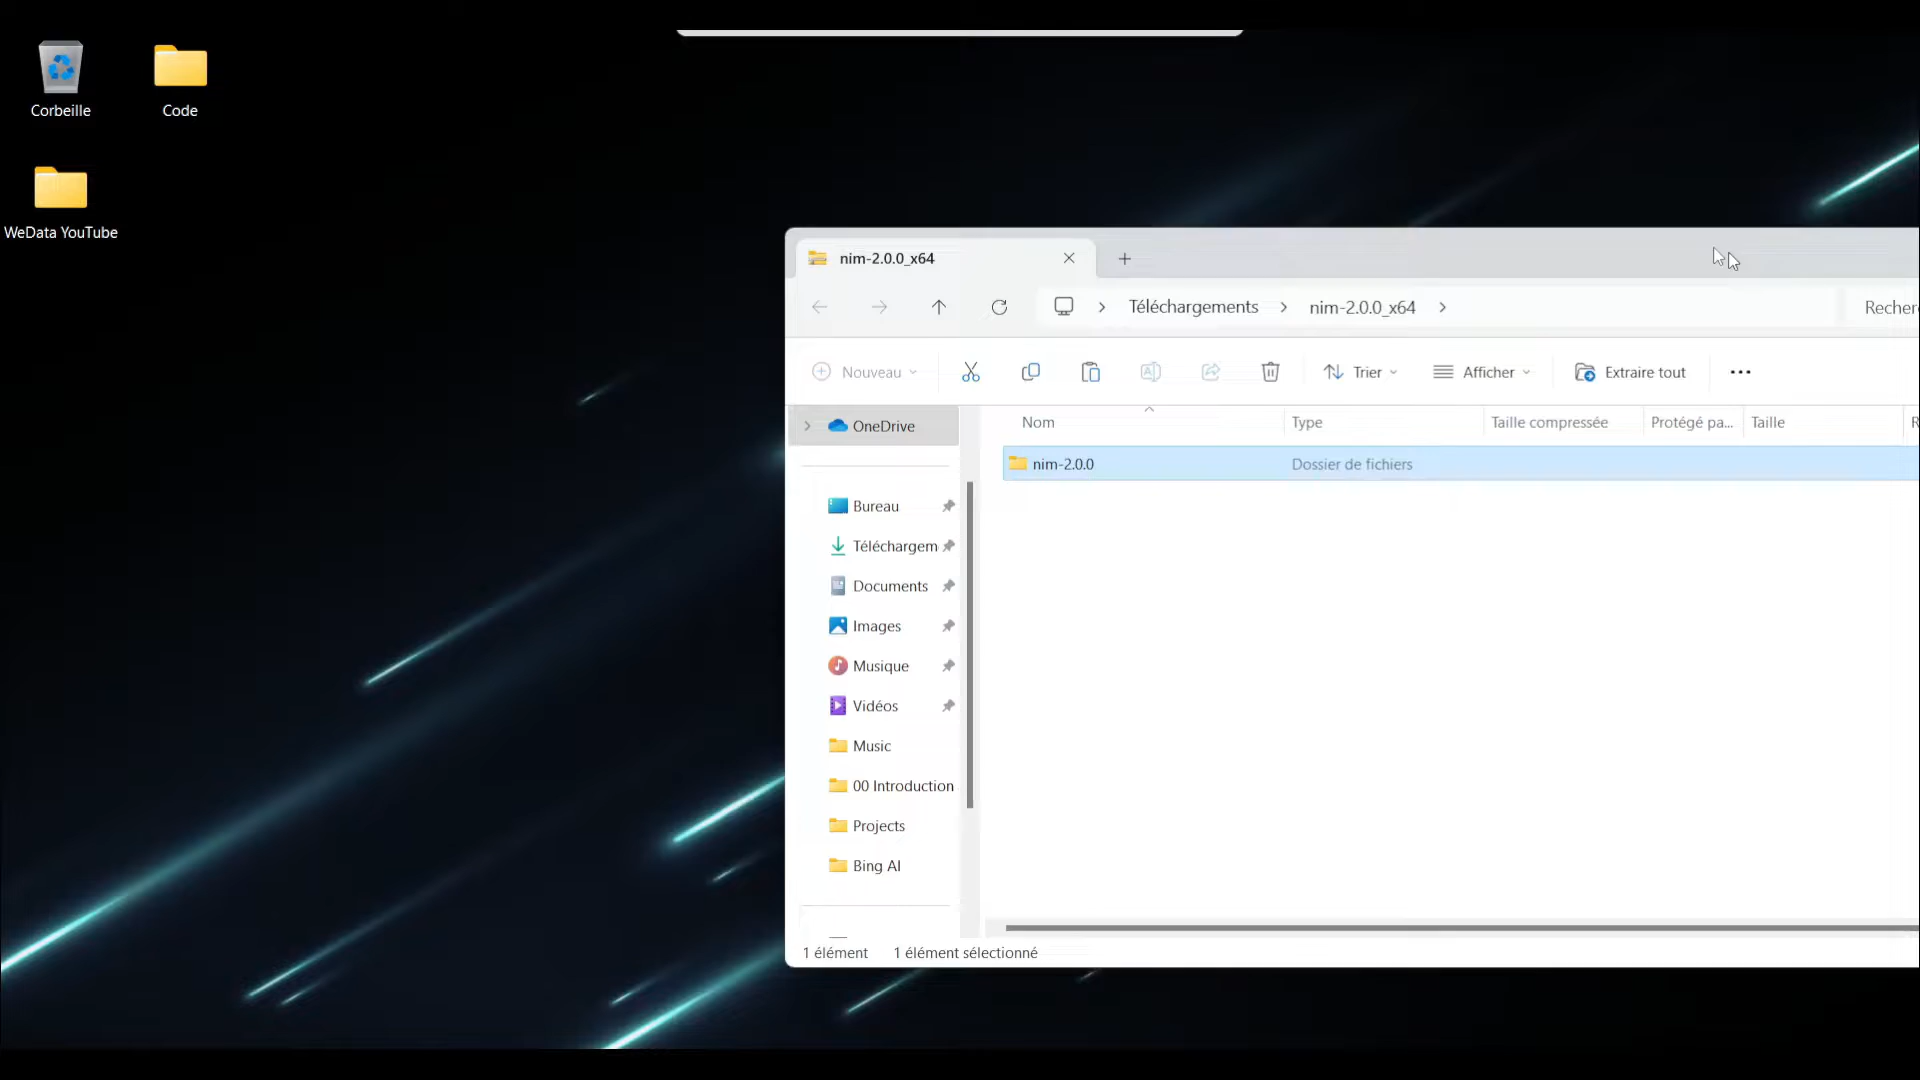 Corbeille
Code
WeData YouTube
nim-2.0.0_x64
Téléchargements
nim-2.0.0_x64
Recher
Nouveau
Trier
Afficher
Extraire tout
OneDrive
Nom
Type
Taille compressée
Protégé pa...
Taille
R
nim-2.0.0
Dossier de fichiers
Bureau
Téléchargem
Documents
Images
Musique
Vidéos
Music
00 Introduction
Projects
Bing AI
1 élément
1 élément sélectionné